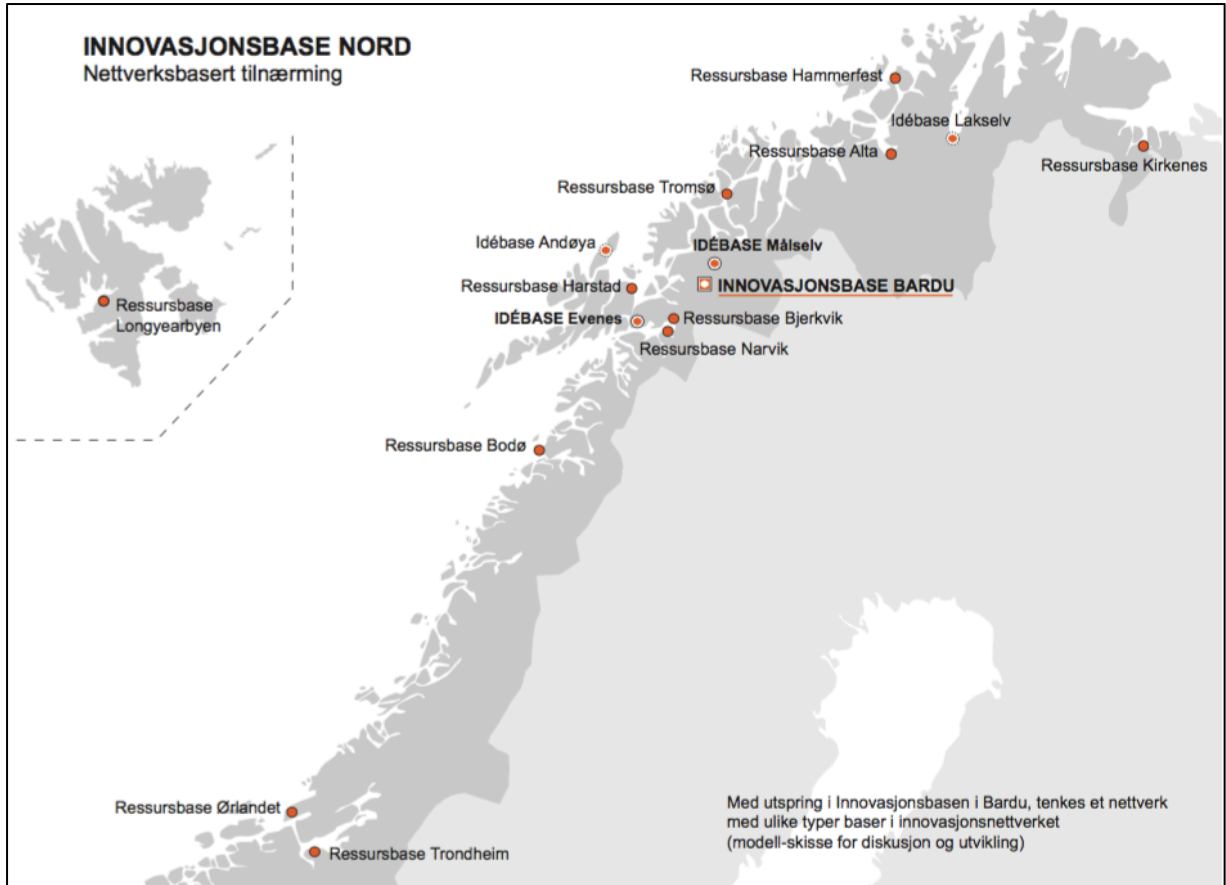 INNOVASJONSBASE NORD
Nettverksbasert tilnærming
Ressursbase Hammerfest
Idébase Lakselv
Ressursbase Alta
Ressursbase Kirkenes
Ressursbase Tromsø
Idébase Andøya
IDÉBASE Målselv
Ressursbase Harstad
INNOVASJONSBASE BARDU
Ressursbase
Longyearbyen
IDÉBASE Evenes
Ressursbase Bjerkvik
Ressursbase Narvik
Ressursbase Bodø
Ressursbase Ørlandet
Ressursbase Trondheim
Med utspring i Innovasjonsbasen i Bardu, tenkes et nettverk
med ulike typer baser i innovasjonsnettverket
(modell-skisse for diskusjon og utvikling)